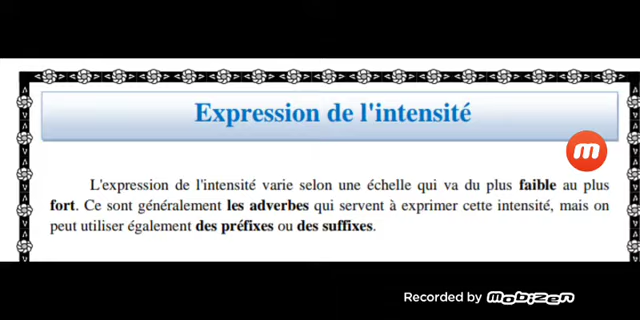 Expression de l'intensité
L'expression de l'intensité varie selon une échelle qui va du plus faible au plus
fort. Ce sont généralement les adverbes qui servent à exprimer cette intensité, mais on
peut utiliser également des préfixes ou des suffixes.
Recorded by mobizen